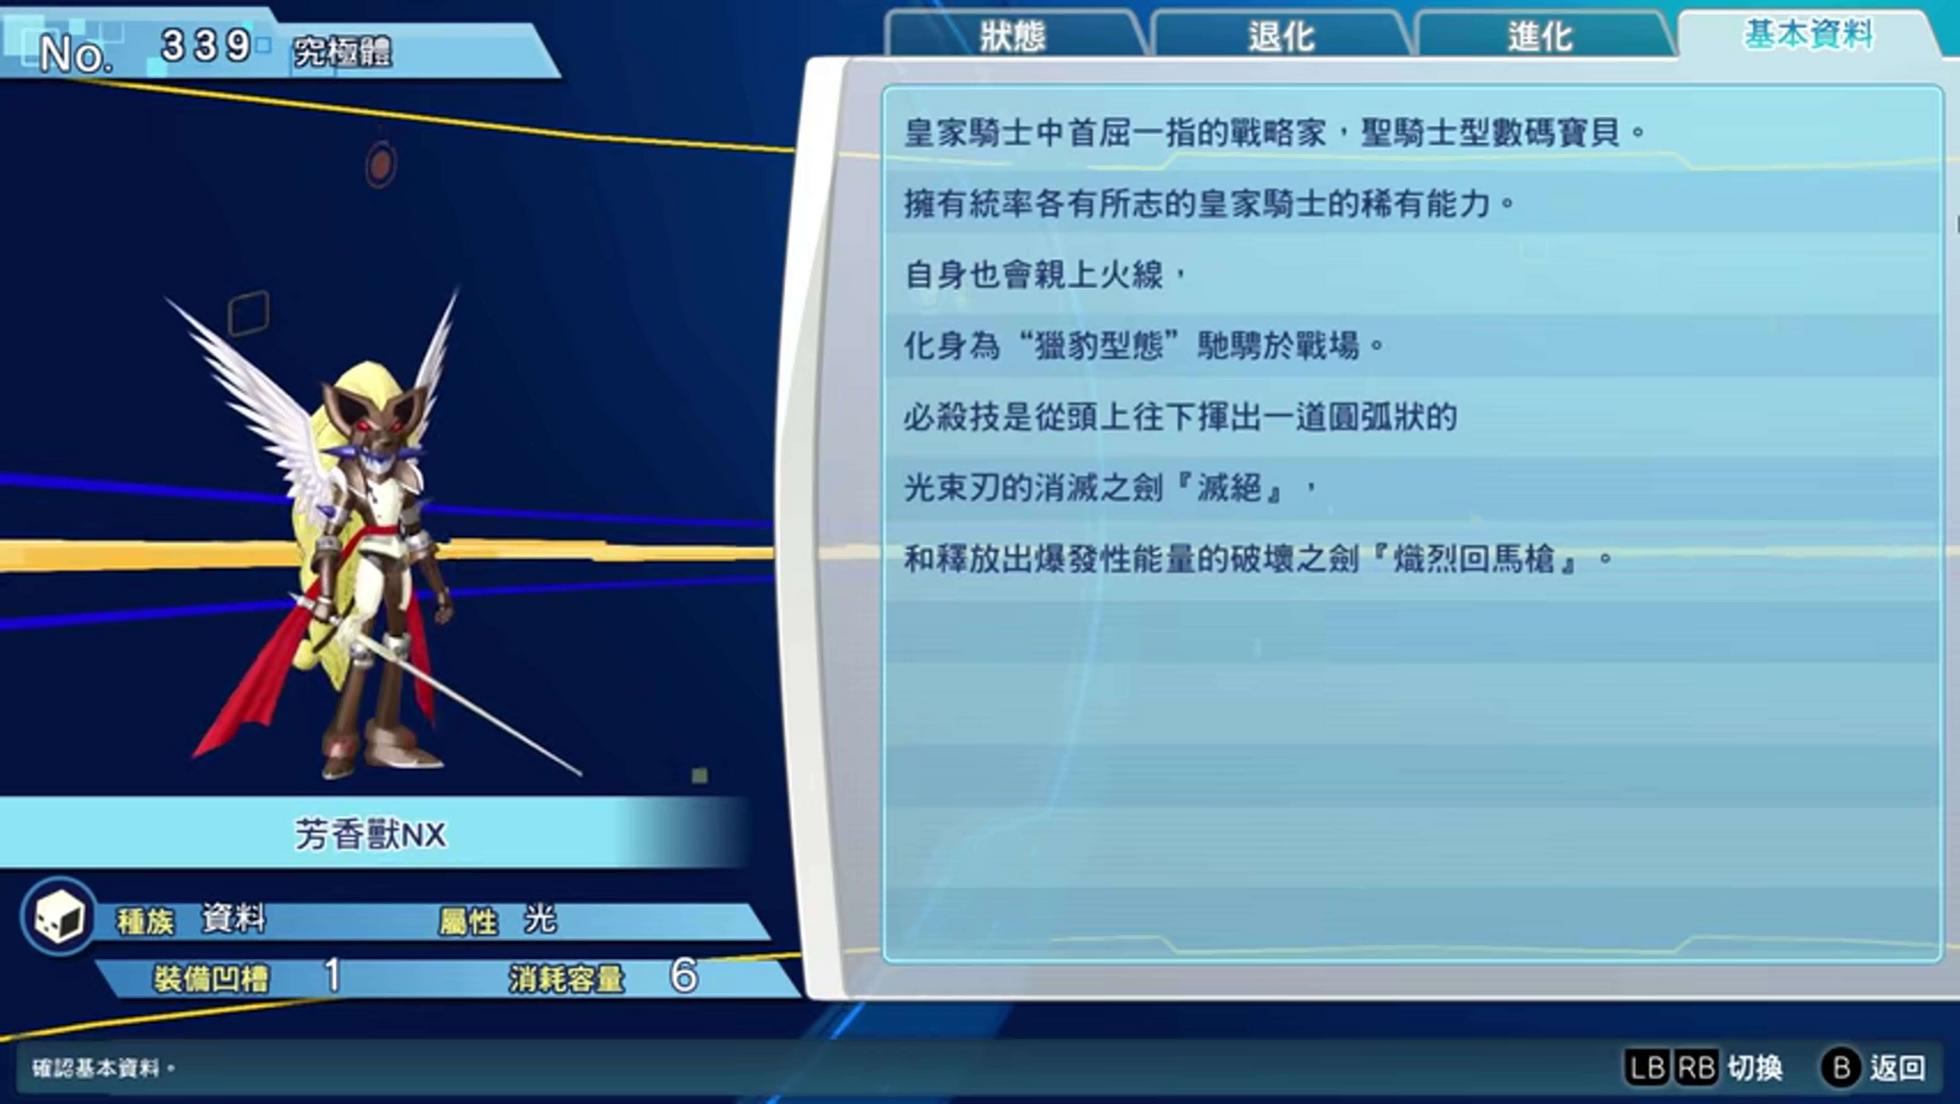 No. 339 究極體
狀態 退化 進化 基本資料
皇家騎士中首屈一指的戰略家，聖騎士型數碼寶貝。
擁有統率各有所志的皇家騎士的稀有能力。
自身也會親上火線，
化身為“獵豹型態”馳騁於戰場。
必殺技是從頭上往下揮出一道圓弧狀的
光束刃的消滅之劍『滅絕』，
和釋放出爆發性能量的破壞之劍『熾烈回馬槍』。
芳香獸NX
種族 資料 屬性 光
裝備凹槽 1 消耗容量 6
確認基本資料。
LB RB 切換 B 返回